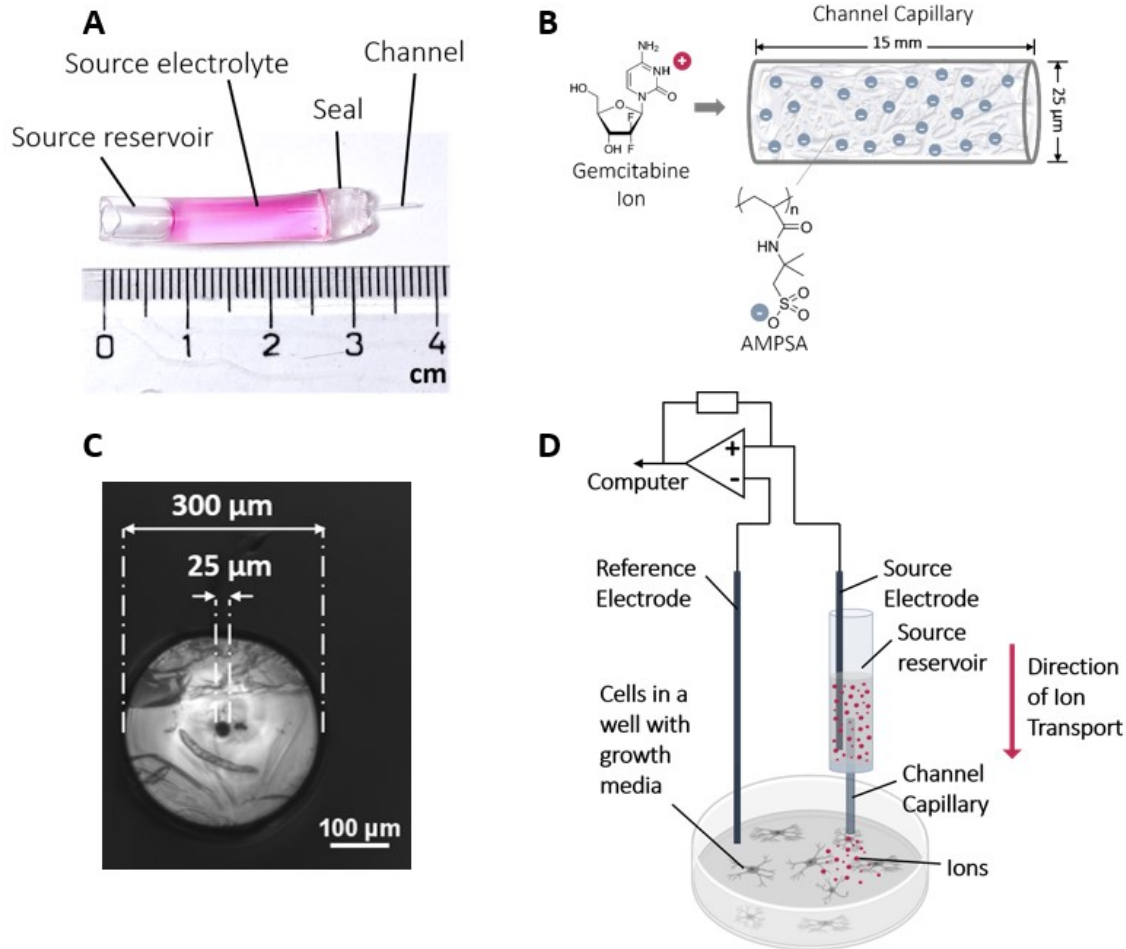 A
Source electrolyte
Channel
Seal
Source reservoir
0 1 2 3 4
cm
B
Channel Capillary
15 mm
25 µm
NH₂
+
NH
N
O
HO
O
F
F
OH
Gemcitabine
Ion
n
O
HN
S
O
O
O
-
AMPSA
C
300 µm
25 µm
100 µm
D
+
-
Computer
Reference
Electrode
Source
Electrode
Source
reservoir
Direction
of Ion
Transport
Cells in a
well with
growth
media
Channel
Capillary
Ions